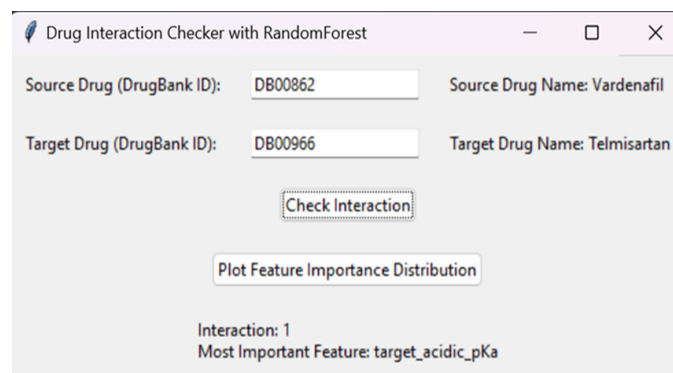 Drug Interaction Checker with RandomForest
Source Drug (DrugBank ID): DB00862 Source Drug Name: Vardenafil
Target Drug (DrugBank ID): DB00966 Target Drug Name: Telmisartan
Check Interaction
Plot Feature Importance Distribution
Interaction: 1
Most Important Feature: target_acidic_pKa